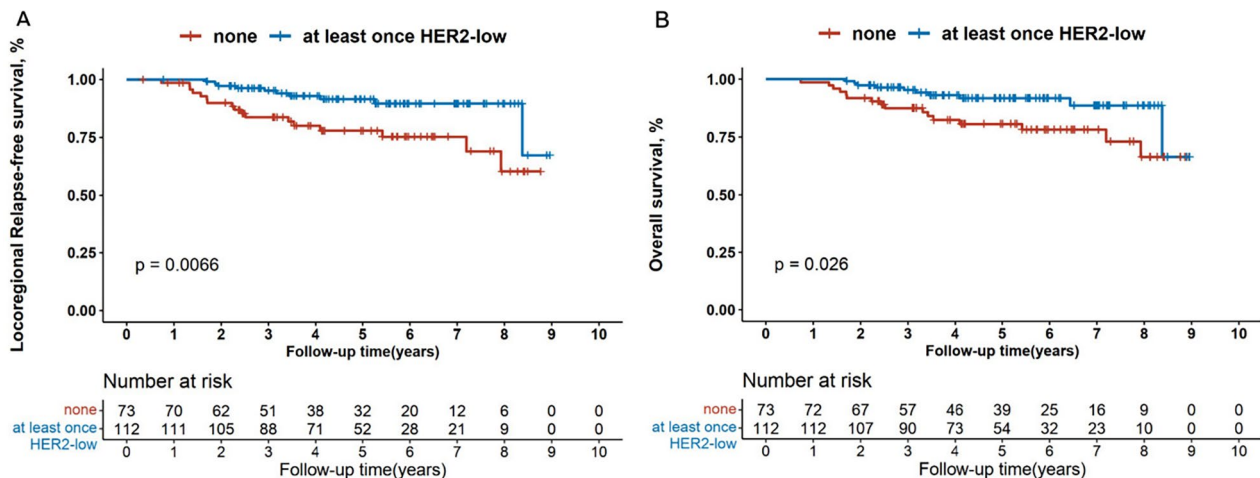 A
none at least once HER2-low
Locoregional Relapse-free survival, %
1.00
0.75
0.50
0.25
0.00
p = 0.0066
0 1 2 3 4 5 6 7 8 9 10
Follow-up time(years)
Number at risk
none 73 70 62 51 38 32 20 12 6 0 0
at least once 112 111 105 88 71 52 28 21 9 0 0
HER2-low
0 1 2 3 4 5 6 7 8 9 10
Follow-up time(years)
B
none at least once HER2-low
Overall survival, %
1.00
0.75
0.50
0.25
0.00
p = 0.026
0 1 2 3 4 5 6 7 8 9 10
Follow-up time(years)
Number at risk
none 73 72 67 57 46 39 25 16 9 0 0
at least once 112 112 107 90 73 54 32 23 10 0 0
HER2-low
0 1 2 3 4 5 6 7 8 9 10
Follow-up time(years)